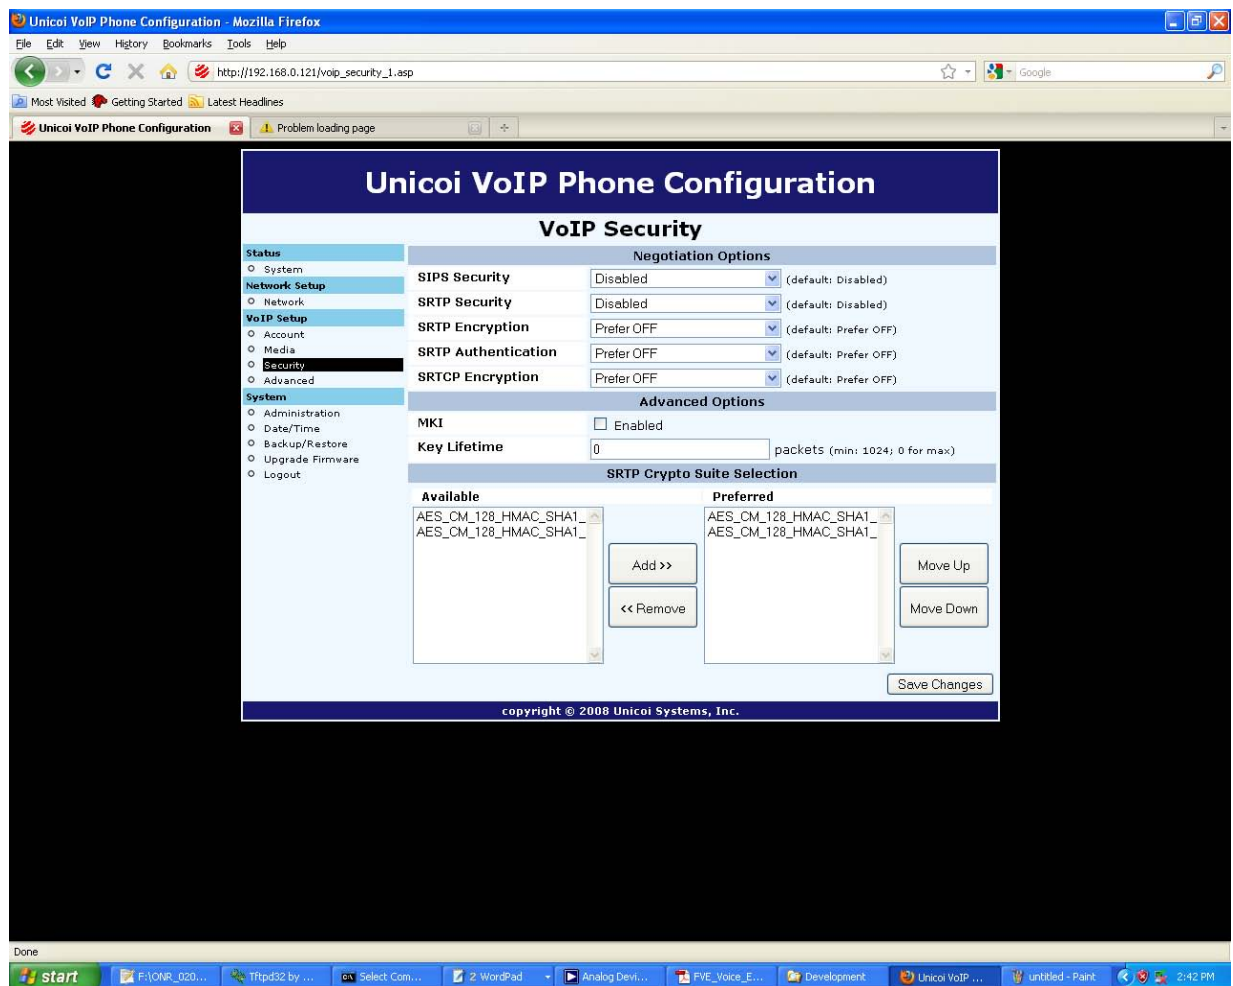 Unicoi VoIP Phone Configuration - Mozilla Firefox
File Edit View History Bookmarks Tools Help
http://192.168.0.121/voip_security_1.asp
Google
Most Visited Getting Started Latest Headlines
Unicoi VoIP Phone Configuration Problem loading page
Unicoi VoIP Phone Configuration
VoIP Security
Status
System
Network Setup
Network
VoIP Setup
Account
Media
Security
Advanced
System
Administration
Date/Time
Backup/Restore
Upgrade Firmware
Logout
Negotiation Options
SIPS Security Disabled (default: Disabled)
SRTP Security Disabled (default: Disabled)
SRTP Encryption Prefer OFF (default: Prefer OFF)
SRTP Authentication Prefer OFF (default: Prefer OFF)
SRTCP Encryption Prefer OFF (default: Prefer OFF)
Advanced Options
MKI Enabled
Key Lifetime 0 packets (min: 1024; 0 for max)
SRTP Crypto Suite Selection
Available Preferred
AES_CM_128_HMAC_SHA1_ AES_CM_128_HMAC_SHA1_
AES_CM_128_HMAC_SHA1_ AES_CM_128_HMAC_SHA1_
Add >> Move Up
<< Remove Move Down
Save Changes
copyright © 2008 Unicoi Systems, Inc.
Done
start F:\ONR_020... Tftpd32 by ... Select Com... 2 WordPad Analog Devi... FVE_Voice_E... Development Unicoi VoIP ... untitled - Paint 2:42 PM